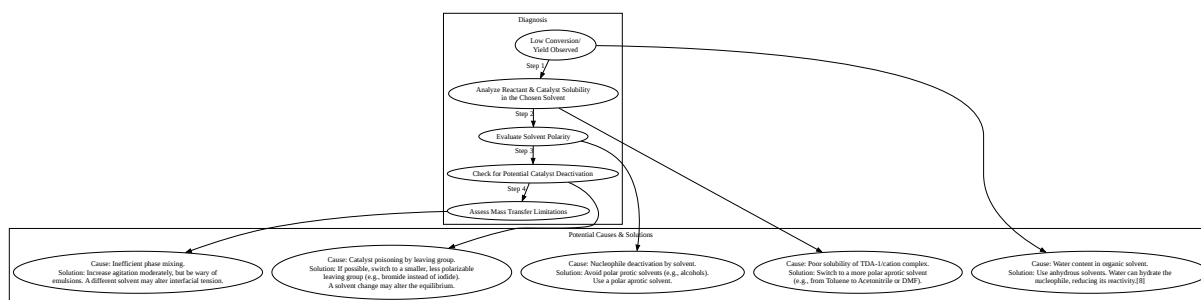 Diagnosis
Low Conversion/
Yield Observed
Step 1
Analyze Reactant & Catalyst Solubility
in the Chosen Solvent
Step 2
Evaluate Solvent Polarity
Step 3
Check for Potential Catalyst Deactivation
Step 4
Assess Mass Transfer Limitations
Potential Causes & Solutions
Cause: Inefficient phase mixing.
Solution: Increase agitation moderately, but be wary of
emulsions. A different solvent may alter interfacial tension.
Cause: Catalyst poisoning by leaving group.
Solution: If possible, switch to a smaller, less polarizable
leaving group (e.g., bromide instead of iodide).
A solvent change may alter the equilibrium.
Cause: Nucleophile deactivation by solvent.
Solution: Avoid polar protic solvents (e.g., alcohols).
Use a polar aprotic solvent.
Cause: Poor solubility of TDA-1/cation complex.
Solution: Switch to a more polar aprotic solvent
(e.g., from Toluene to Acetonitrile or DMF).
Cause: Water content in organic solvent.
Solution: Use anhydrous solvents. Water can hydrate the
nucleophile, reducing its reactivity.[8]